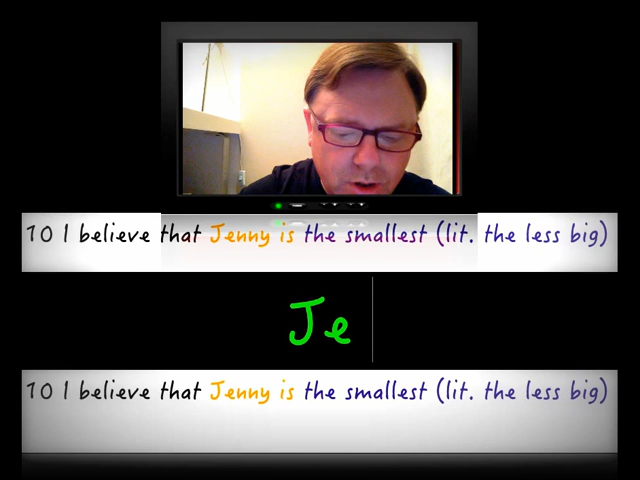 10 I believe that Jenny is the smallest (lit. the less big)
Je
10 I believe that Jenny is the smallest (lit. the less big)